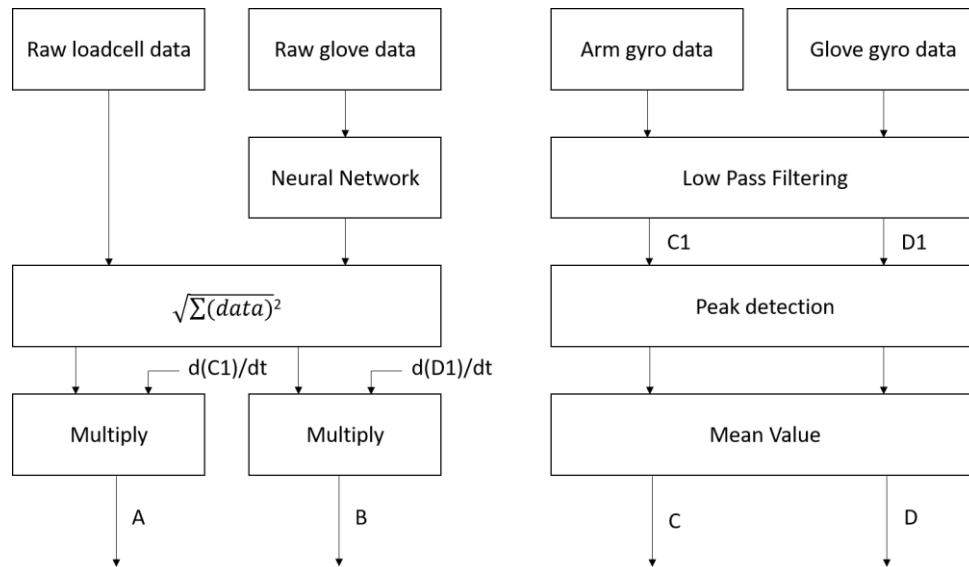 Raw loadcell data
Raw glove data
Arm gyro data
Glove gyro data
Neural Network
Low Pass Filtering
C1
D1
√Σ(data)²
Peak detection
d(C1)/dt
d(D1)/dt
Multiply
Multiply
Mean Value
A
B
C
D